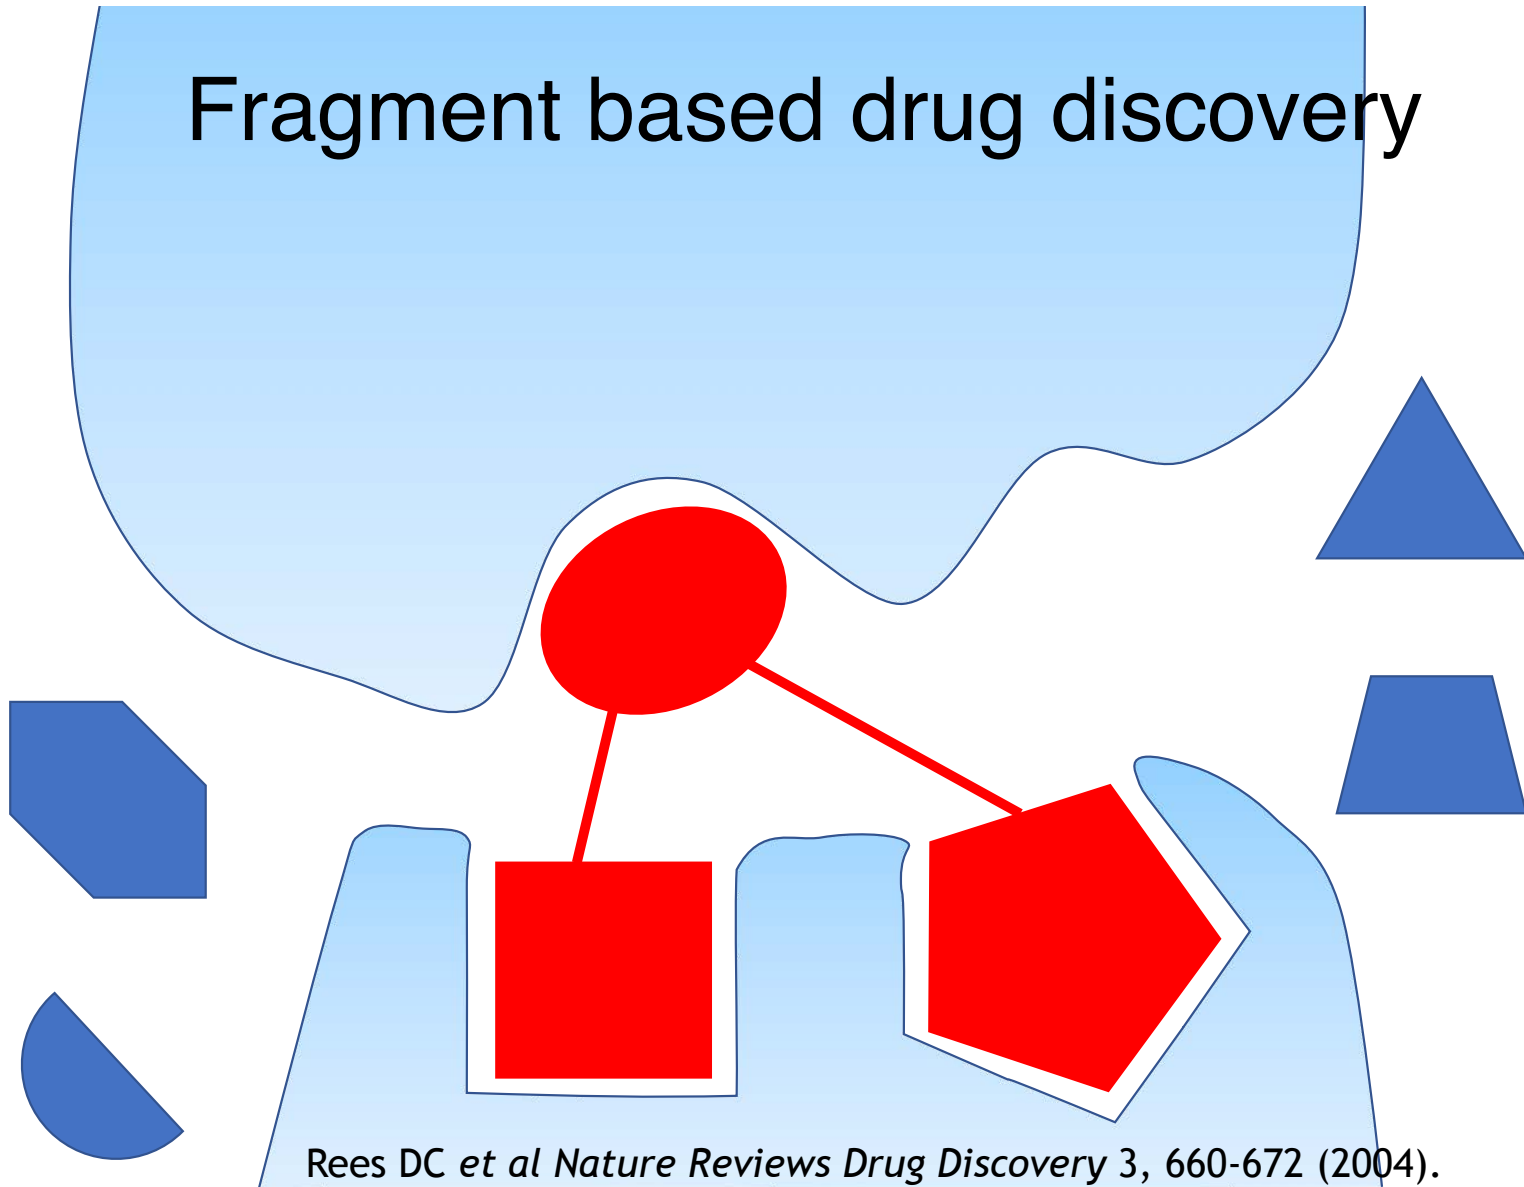 Fragment based drug discovery
Rees DC et al Nature Reviews Drug Discovery 3, 660-672 (2004).